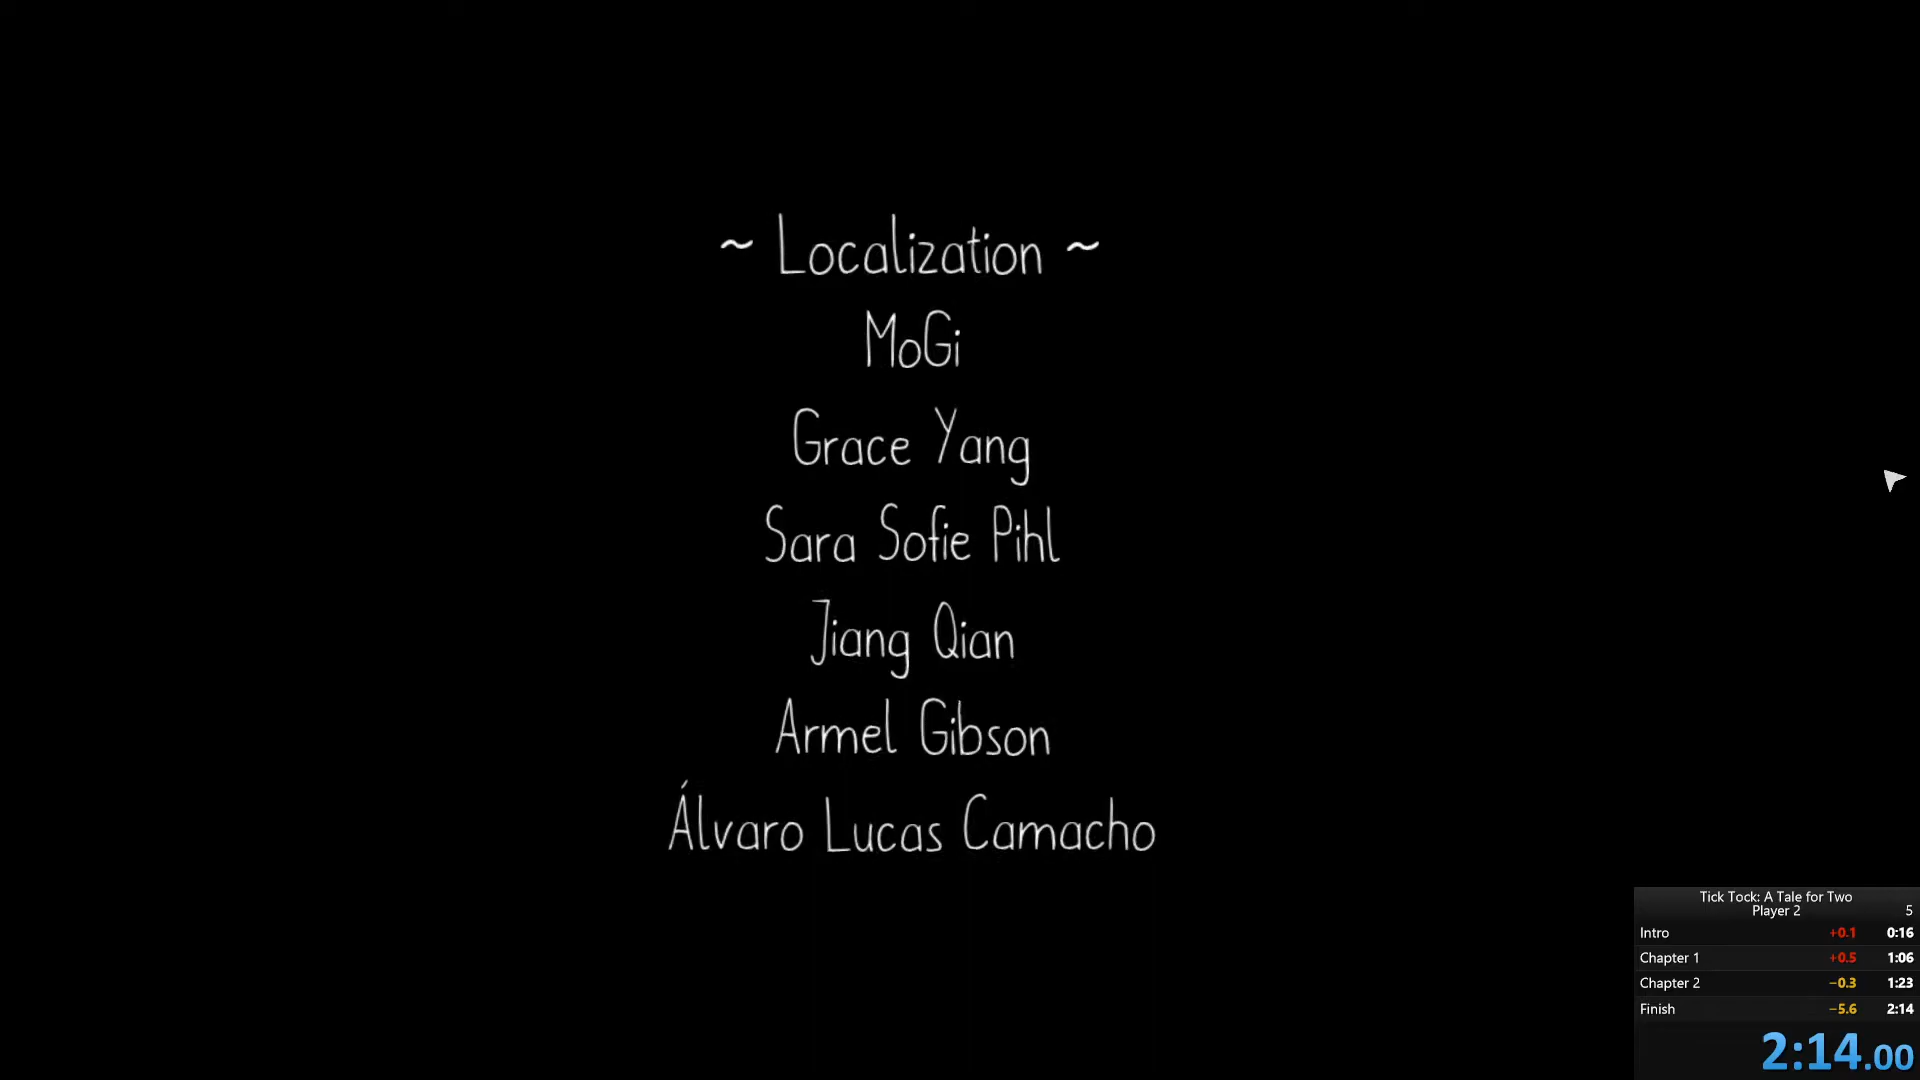 ~ Localization ~
MoGi
Grace Yang
Sara Sofie Pihl
Jiang Qian
Armel Gibson
Álvaro Lucas Camacho
Tick Tock: A Tale for Two
Player 2 5
Intro +0.1 0:16
Chapter 1 +0.5 1:06
Chapter 2 −0.3 1:23
Finish −5.6 2:14
2:14.00